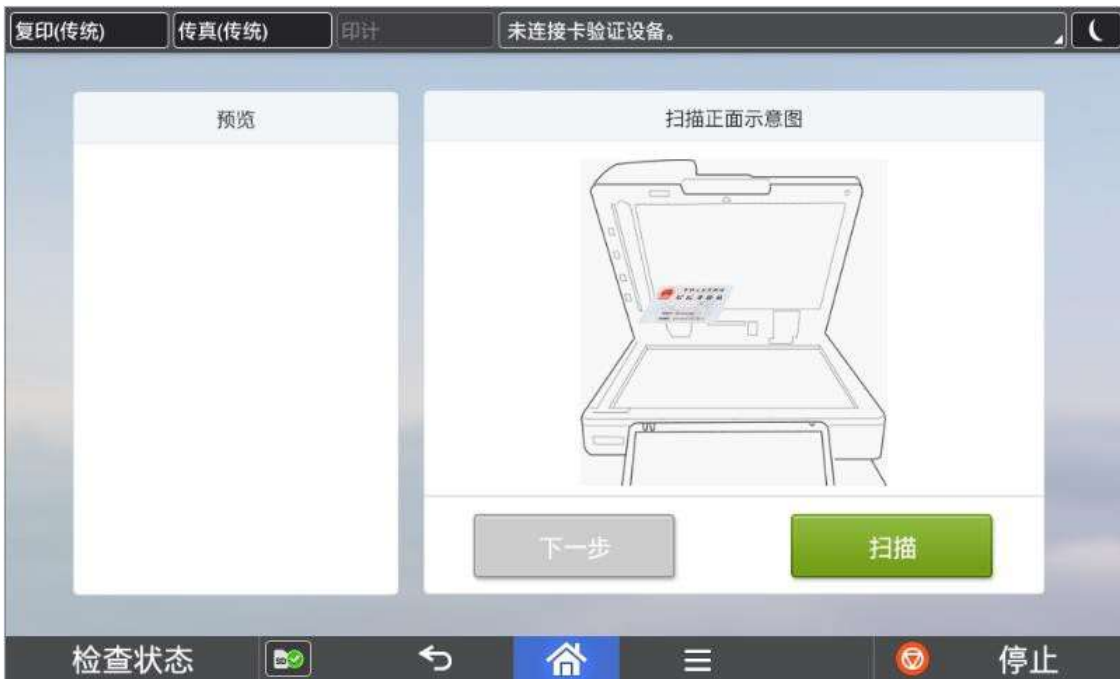 复印(传统)
传真(传统)
印计
未连接卡验证设备。
预览
扫描正面示意图
下一步
扫描
检查状态
SD
停止